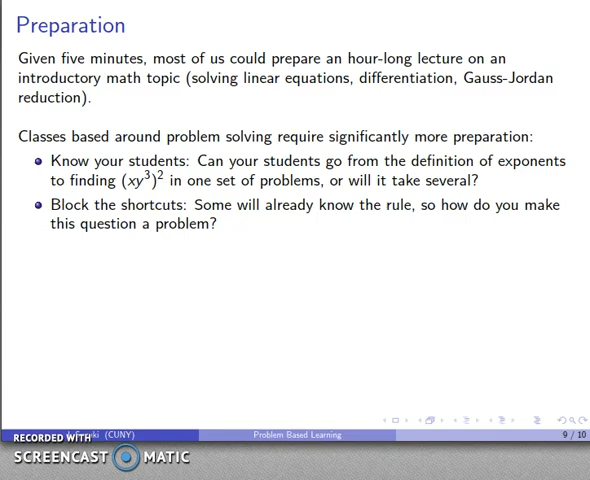 Preparation
Given five minutes, most of us could prepare an hour-long lecture on an
introductory math topic (solving linear equations, differentiation, Gauss-Jordan
reduction).
Classes based around problem solving require significantly more preparation:
Know your students: Can your students go from the definition of exponents
to finding (xy³)² in one set of problems, or will it take several?
Block the shortcuts: Some will already know the rule, so how do you make
this question a problem?
(CUNY) Problem Based Learning 9 / 10
RECORDED WITH
SCREENCAST MATIC